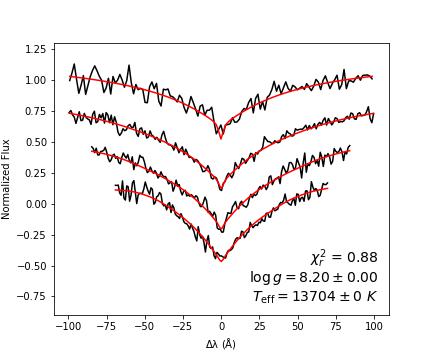 1.25
1.00
0.75
0.50
0.25
0.00
−0.25
−0.50
−0.75
Normalized Flux
χ²ᵣ = 0.88
log g = 8.20±0.00
T_eff = 13704±0 K
−100 −75 −50 −25 0 25 50 75 100
Δλ (Å)